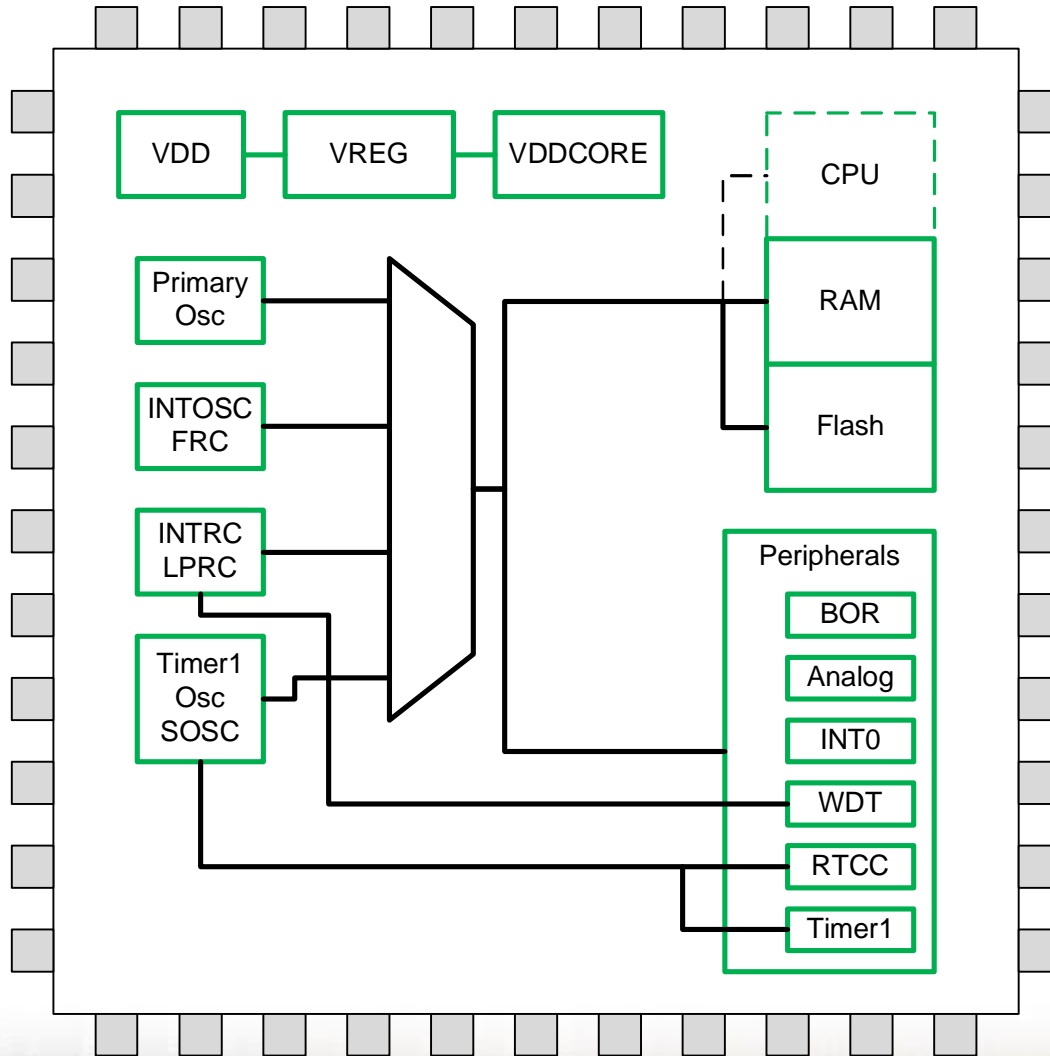 VDD
VREG
VDDCORE
CPU
RAM
Flash
Primary
Osc
INTOSC
FRC
INTRC
LPRC
Timer1
Osc
SOSC
Peripherals
BOR
Analog
INT0
WDT
RTCC
Timer1